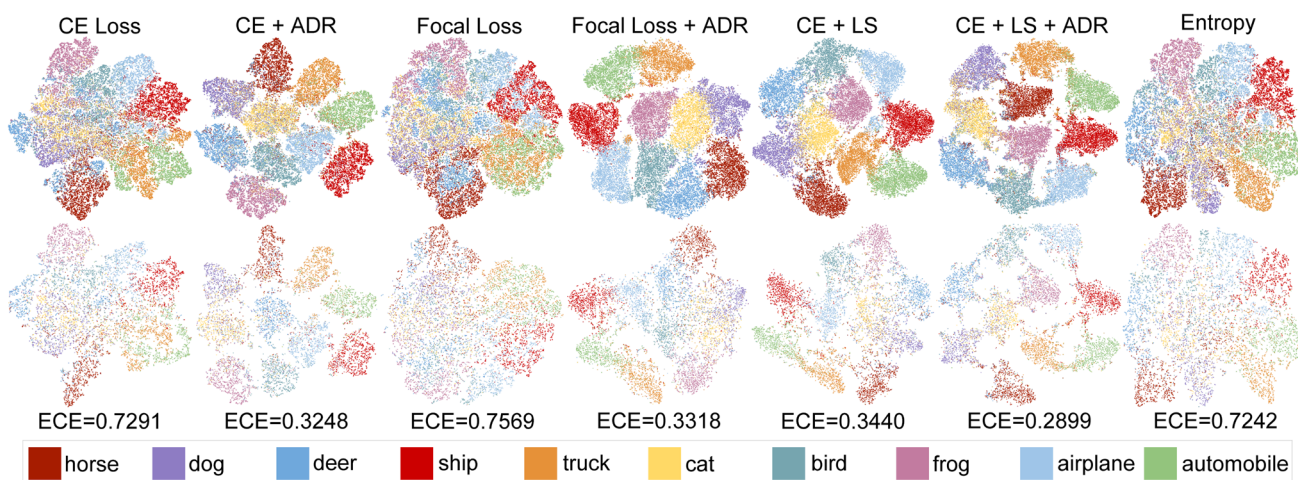 CE Loss CE + ADR Focal Loss Focal Loss + ADR CE + LS CE + LS + ADR Entropy
ECE=0.7291 ECE=0.3248 ECE=0.7569 ECE=0.3318 ECE=0.3440 ECE=0.2899 ECE=0.7242
horse dog deer ship truck cat bird frog airplane automobile